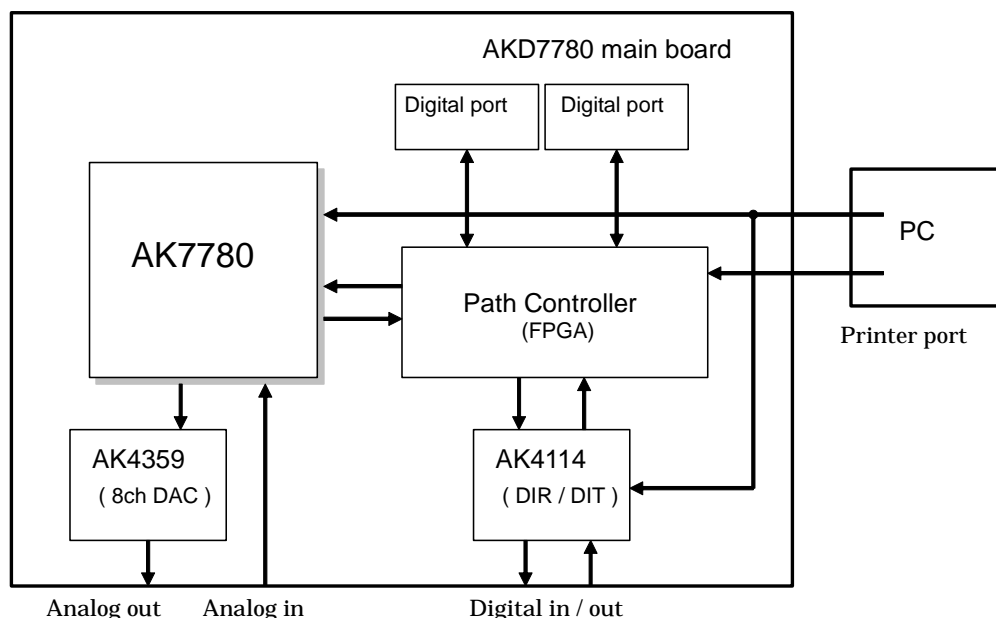 AKD7780 main board
Digital port
Digital port
AK7780
PC
Path Controller
(FPGA)
Printer port
AK4359
( 8ch DAC )
AK4114
( DIR / DIT )
Analog out
Analog in
Digital in / out